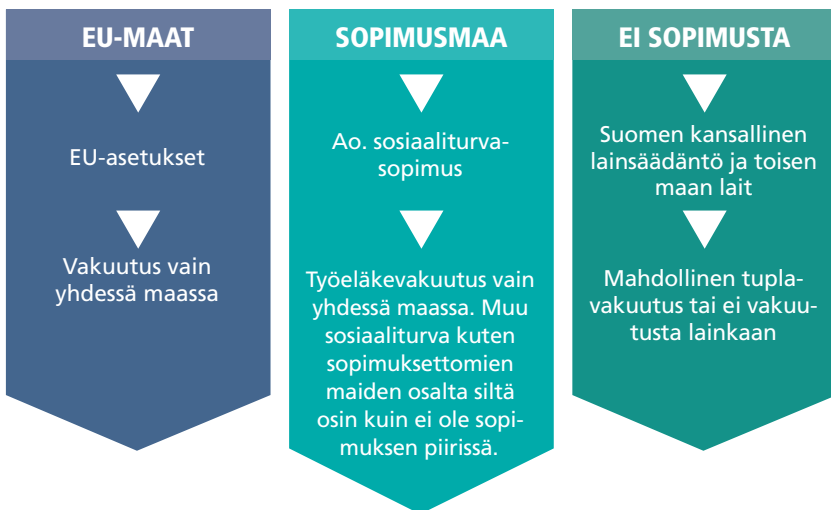 EU-MAAT
EU-asetukset
Vakuutus vain
yhdessä maassa
SOPIMUSMAA
Ao. sosiaaliturva-
sopimus
Työeläkevakuutus vain
yhdessä maassa. Muu
sosiaaliturva kuten
sopimuksettomien
maiden osalta siltä
osin kuin ei ole sopi-
muksen piirissä.
EI SOPIMUSTA
Suomen kansallinen
lainsäädäntö ja toisen
maan lait
Mahdollinen tupla-
vakuutus tai ei vakuu-
tusta lainkaan